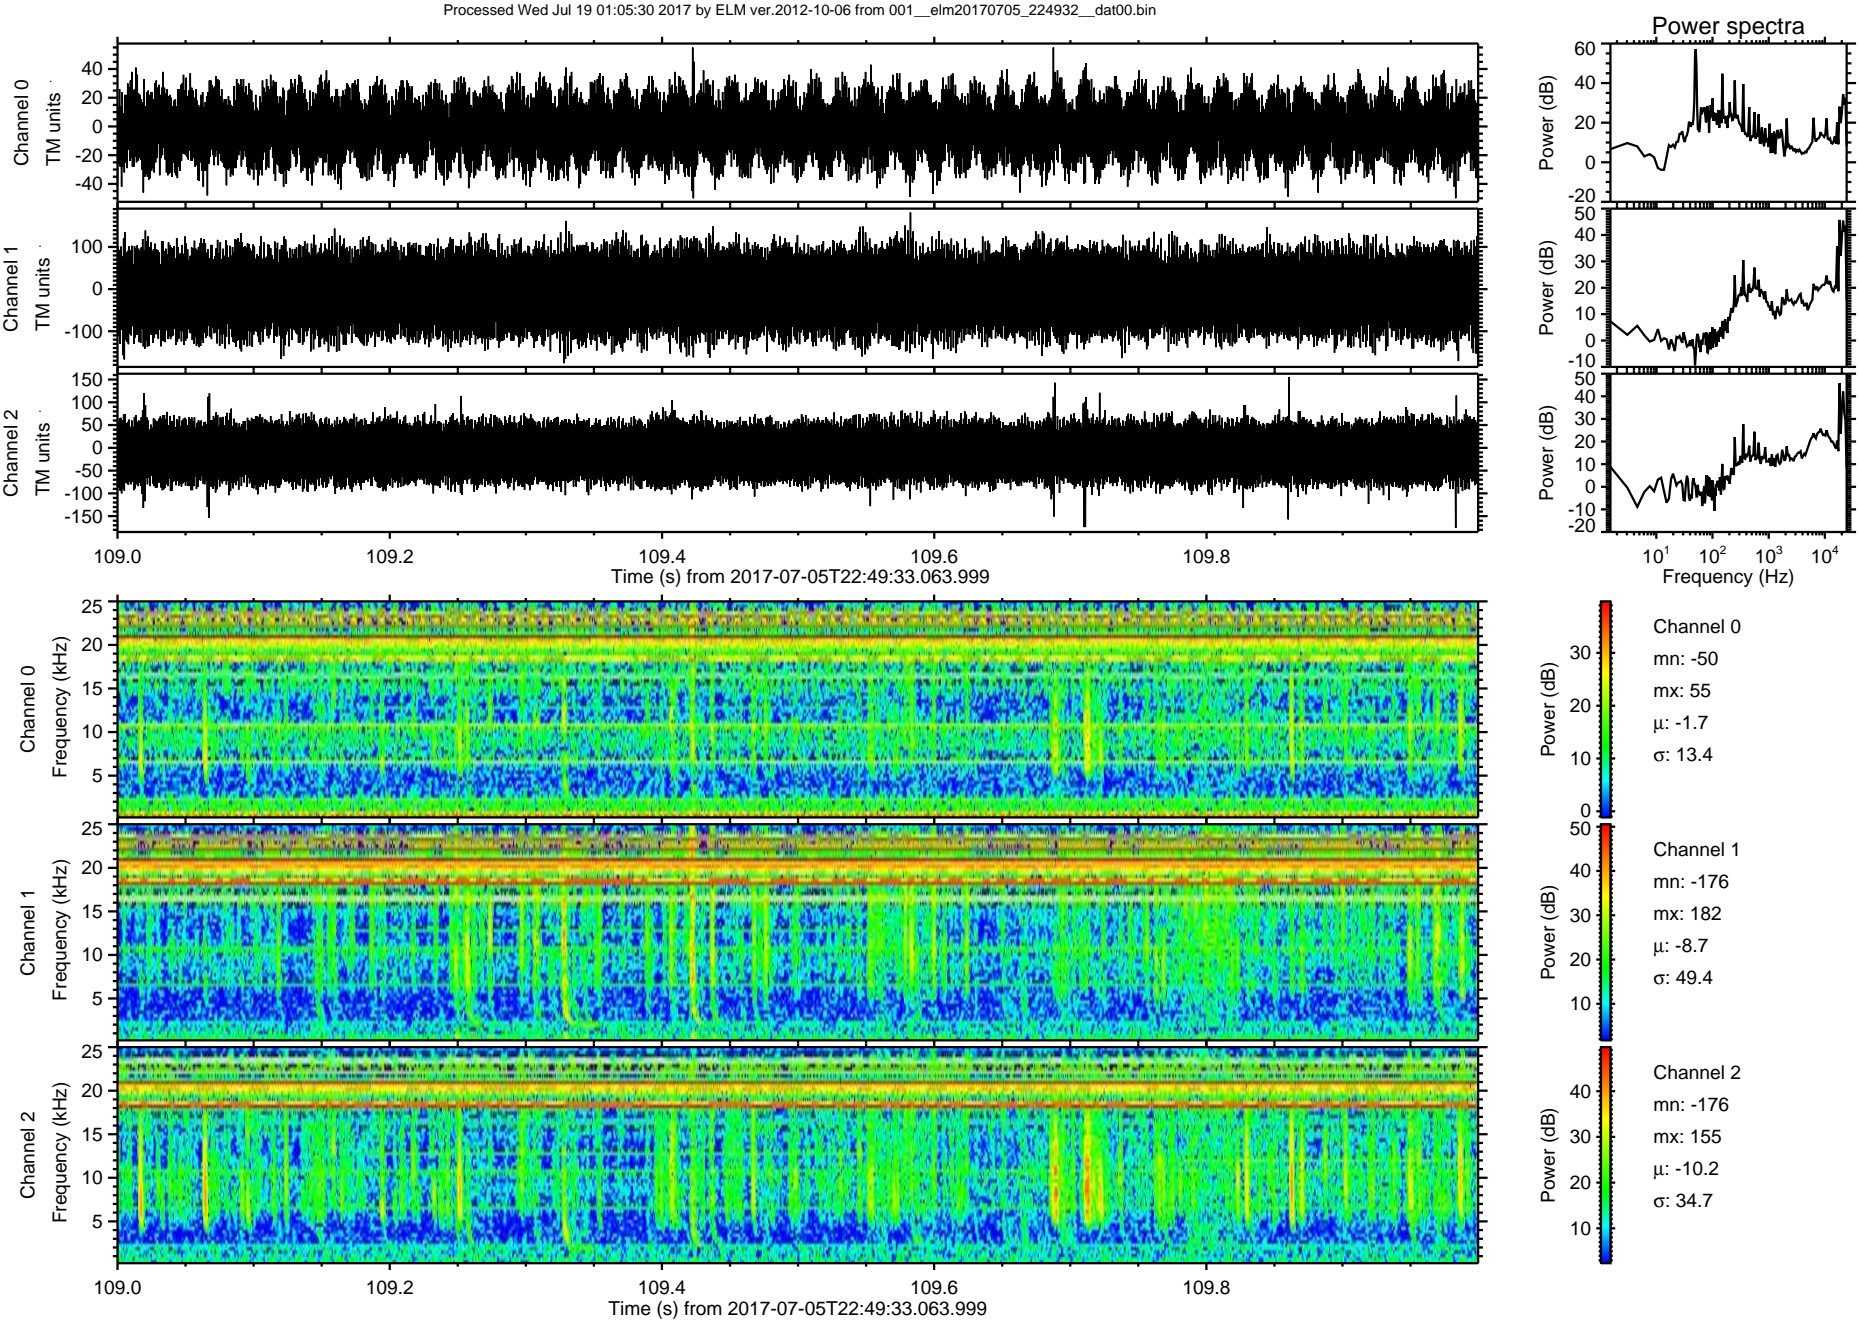 Processed Wed Jul 19 01:05:30 2017 by ELM ver.2012-10-06 from 001__elm20170705_224932__dat00.bin
Power spectra
Channel 0
TM units
40
20
0
-20
-40
Power (dB)
60
40
20
0
-20
Channel 1
TM units
100
0
-100
Power (dB)
50
40
30
20
10
0
-10
Channel 2
TM units
150
100
50
0
-50
-100
-150
Power (dB)
50
40
30
20
10
0
-10
-20
109.0 109.2 109.4 109.6 109.8
Time (s) from 2017-07-05T22:49:33.063.999
10¹ 10² 10³ 10⁴
Frequency (Hz)
Channel 0
Frequency (kHz)
25
20
15
10
5
Power (dB)
30
20
10
0
Channel 0
mn: -50
mx: 55
μ: -1.7
σ: 13.4
Channel 1
Frequency (kHz)
25
20
15
10
5
Power (dB)
50
40
30
20
10
Channel 1
mn: -176
mx: 182
μ: -8.7
σ: 49.4
Channel 2
Frequency (kHz)
25
20
15
10
5
Power (dB)
40
30
20
10
Channel 2
mn: -176
mx: 155
μ: -10.2
σ: 34.7
109.0 109.2 109.4 109.6 109.8
Time (s) from 2017-07-05T22:49:33.063.999